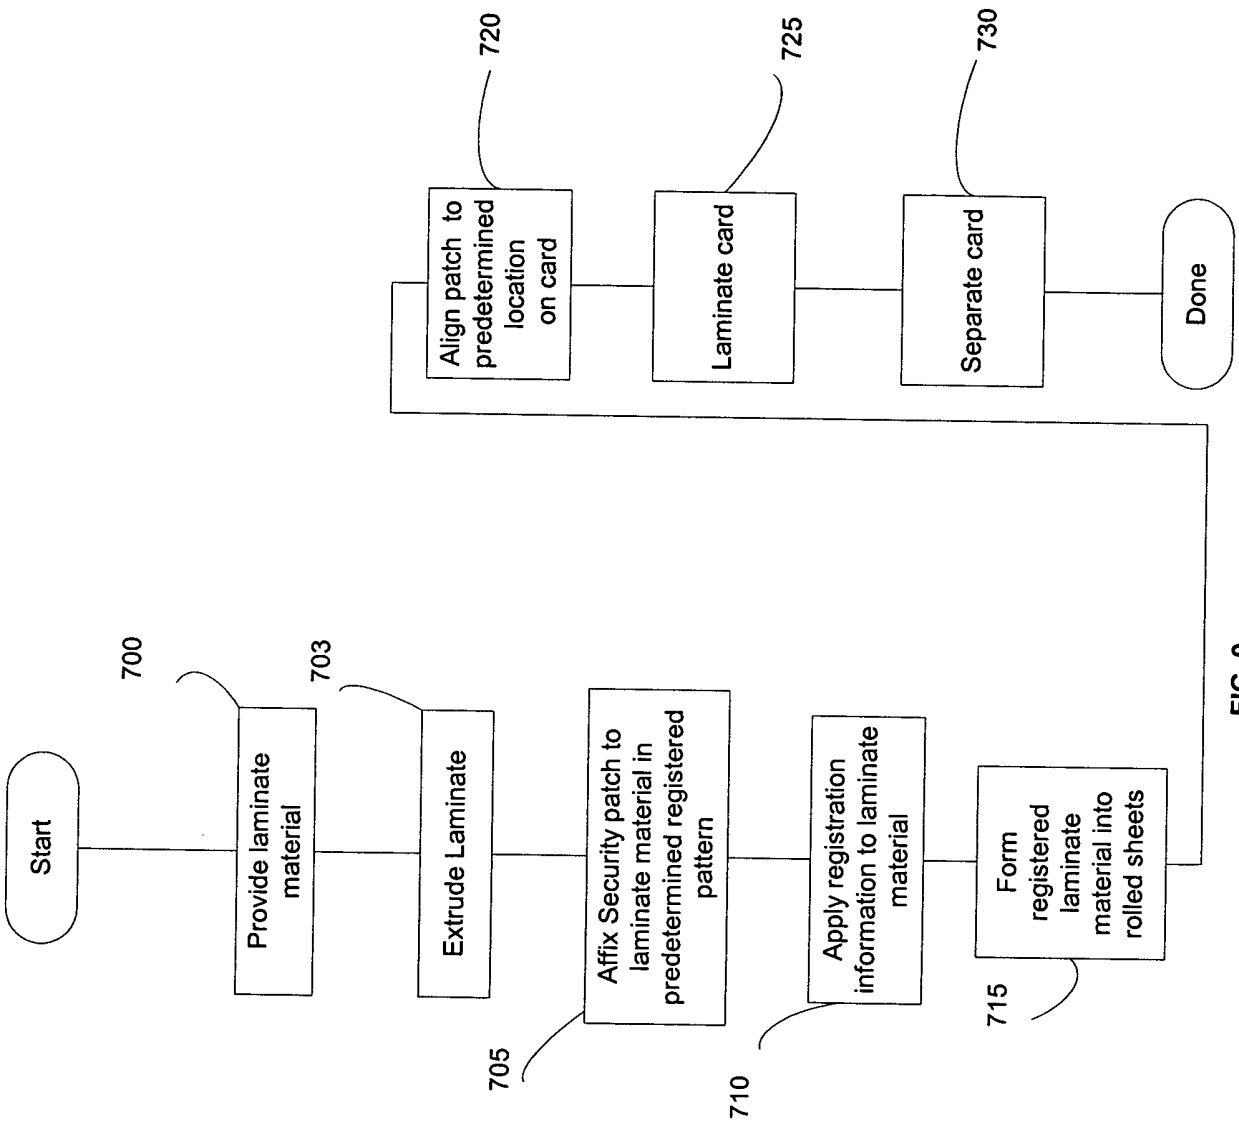 Start
700
Provide laminate
material
703
Extrude Laminate
705
Affix Security patch to
laminate material in
predetermined registered
pattern
710
Apply registration
information to laminate
material
715
Form
registered
laminate
material into
rolled sheets
720
Align patch to
predetermined
location
on card
725
Laminate card
730
Separate card
Done
FIG.